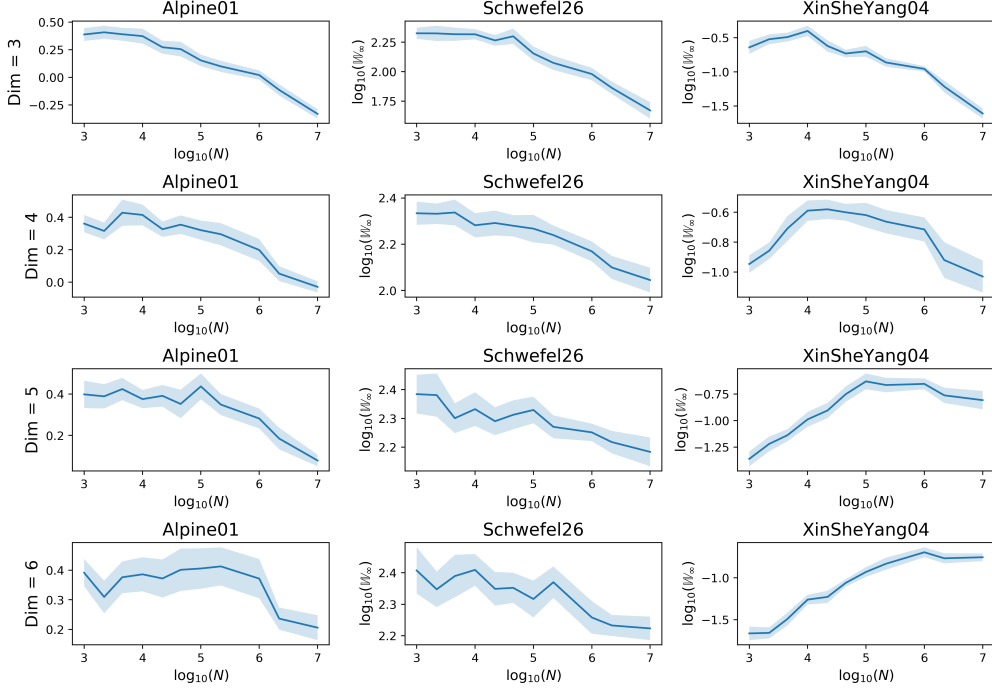 Alpine01 Schwefel26 XinSheYang04
Dim = 3
0.50
0.25
0.00
−0.25
3 4 5 6 7
log₁₀(N)
log₁₀(𝕎∞)
2.25
2.00
1.75
3 4 5 6 7
log₁₀(N)
log₁₀(𝕎∞)
−0.5
−1.0
−1.5
3 4 5 6 7
log₁₀(N)
Alpine01 Schwefel26 XinSheYang04
Dim = 4
0.4
0.2
0.0
3 4 5 6 7
log₁₀(N)
log₁₀(𝕎∞)
2.4
2.2
2.0
3 4 5 6 7
log₁₀(N)
log₁₀(𝕎∞)
−0.6
−0.8
−1.0
3 4 5 6 7
log₁₀(N)
Alpine01 Schwefel26 XinSheYang04
Dim = 5
0.4
0.2
3 4 5 6 7
log₁₀(N)
log₁₀(𝕎∞)
2.4
2.3
2.2
3 4 5 6 7
log₁₀(N)
log₁₀(𝕎∞)
−0.75
−1.00
−1.25
3 4 5 6 7
log₁₀(N)
Alpine01 Schwefel26 XinSheYang04
Dim = 6
0.4
0.3
0.2
3 4 5 6 7
log₁₀(N)
log₁₀(𝕎∞)
2.4
2.3
2.2
3 4 5 6 7
log₁₀(N)
log₁₀(𝕎∞)
−1.0
−1.5
3 4 5 6 7
log₁₀(N)